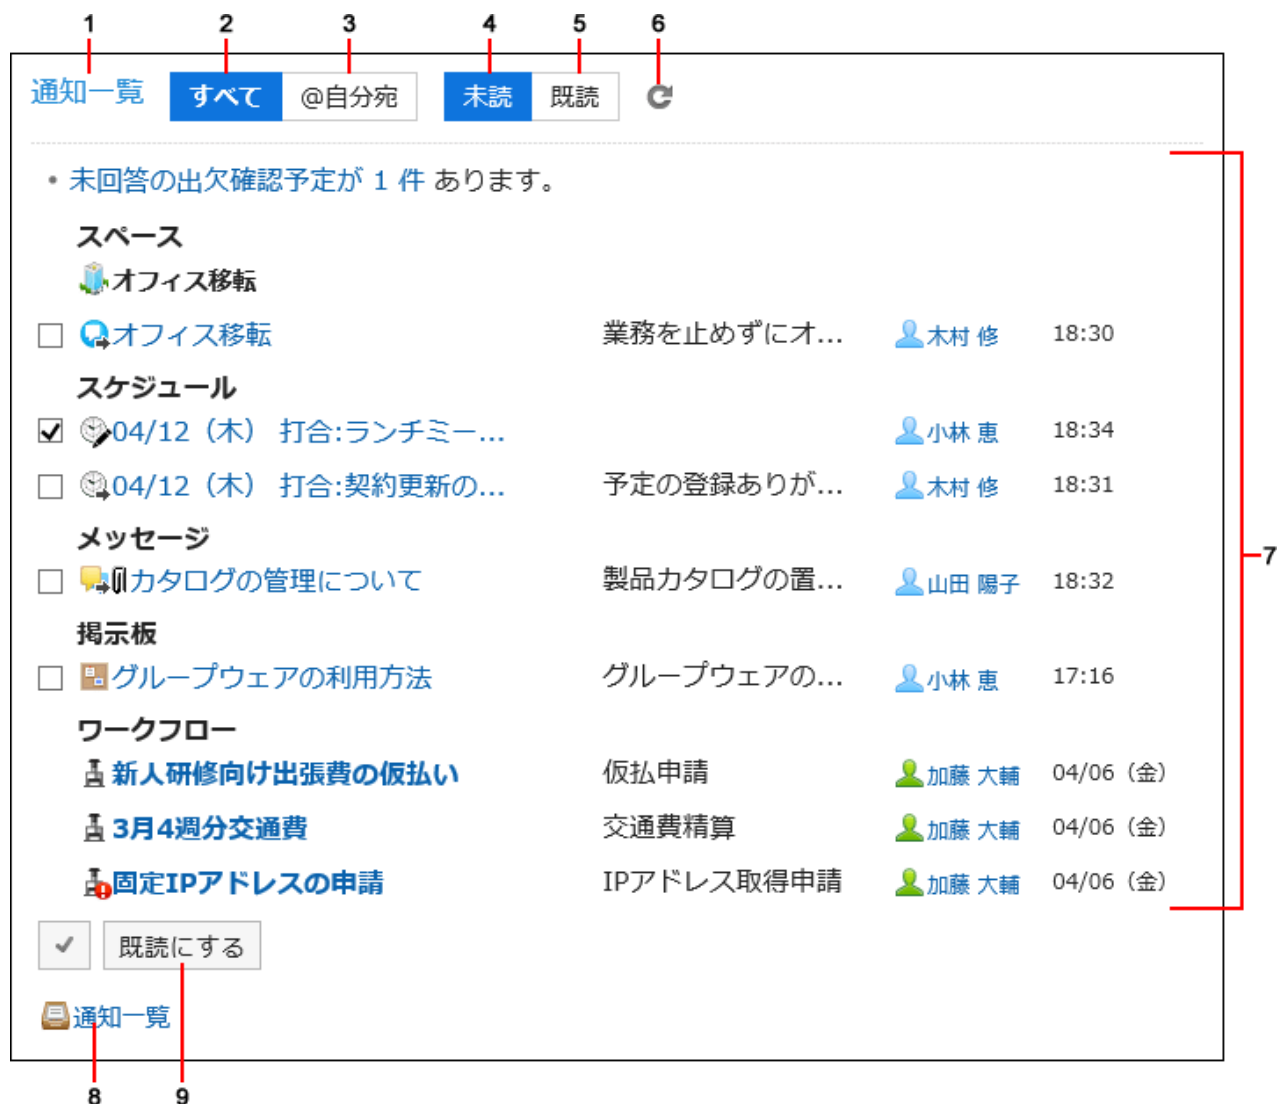 1 2 3 4 5 6
通知一覧 すべて @自分宛 未読 既読
・未回答の出欠確認予定が 1 件 あります。
スペース
オフィス移転
オフィス移転 業務を止めずにオ... 木村 修 18:30
スケジュール
04/12（木） 打合:ランチミー... 小林 恵 18:34
04/12（木） 打合:契約更新の... 予定の登録ありが... 木村 修 18:31
メッセージ
7
カタログの管理について 製品カタログの置... 山田 陽子 18:32
掲示板
グループウェアの利用方法 グループウェアの... 小林 恵 17:16
ワークフロー
新人研修向け出張費の仮払い 仮払申請 加藤 大輔 04/06（金）
3月4週分交通費 交通費精算 加藤 大輔 04/06（金）
固定IPアドレスの申請 IPアドレス取得申請 加藤 大輔 04/06（金）
既読にする
通知一覧
8 9